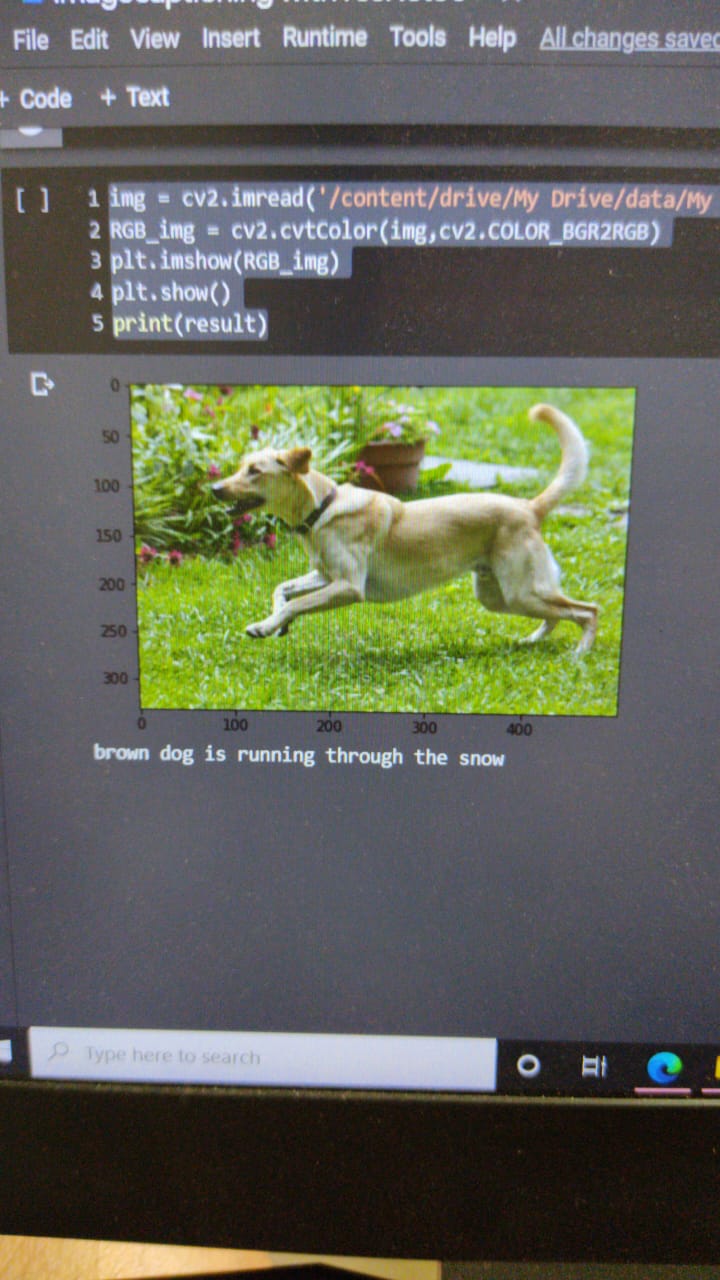 File Edit View Insert Runtime Tools Help All changes saved
+ Code + Text
[ ] 1 img = cv2.imread('/content/drive/My Drive/data/My
2 RGB_img = cv2.cvtColor(img,cv2.COLOR_BGR2RGB)
3 plt.imshow(RGB_img)
4 plt.show()
5 print(result)
0
50
100
150
200
250
300
0 100 200 300 400
brown dog is running through the snow
Type here to search